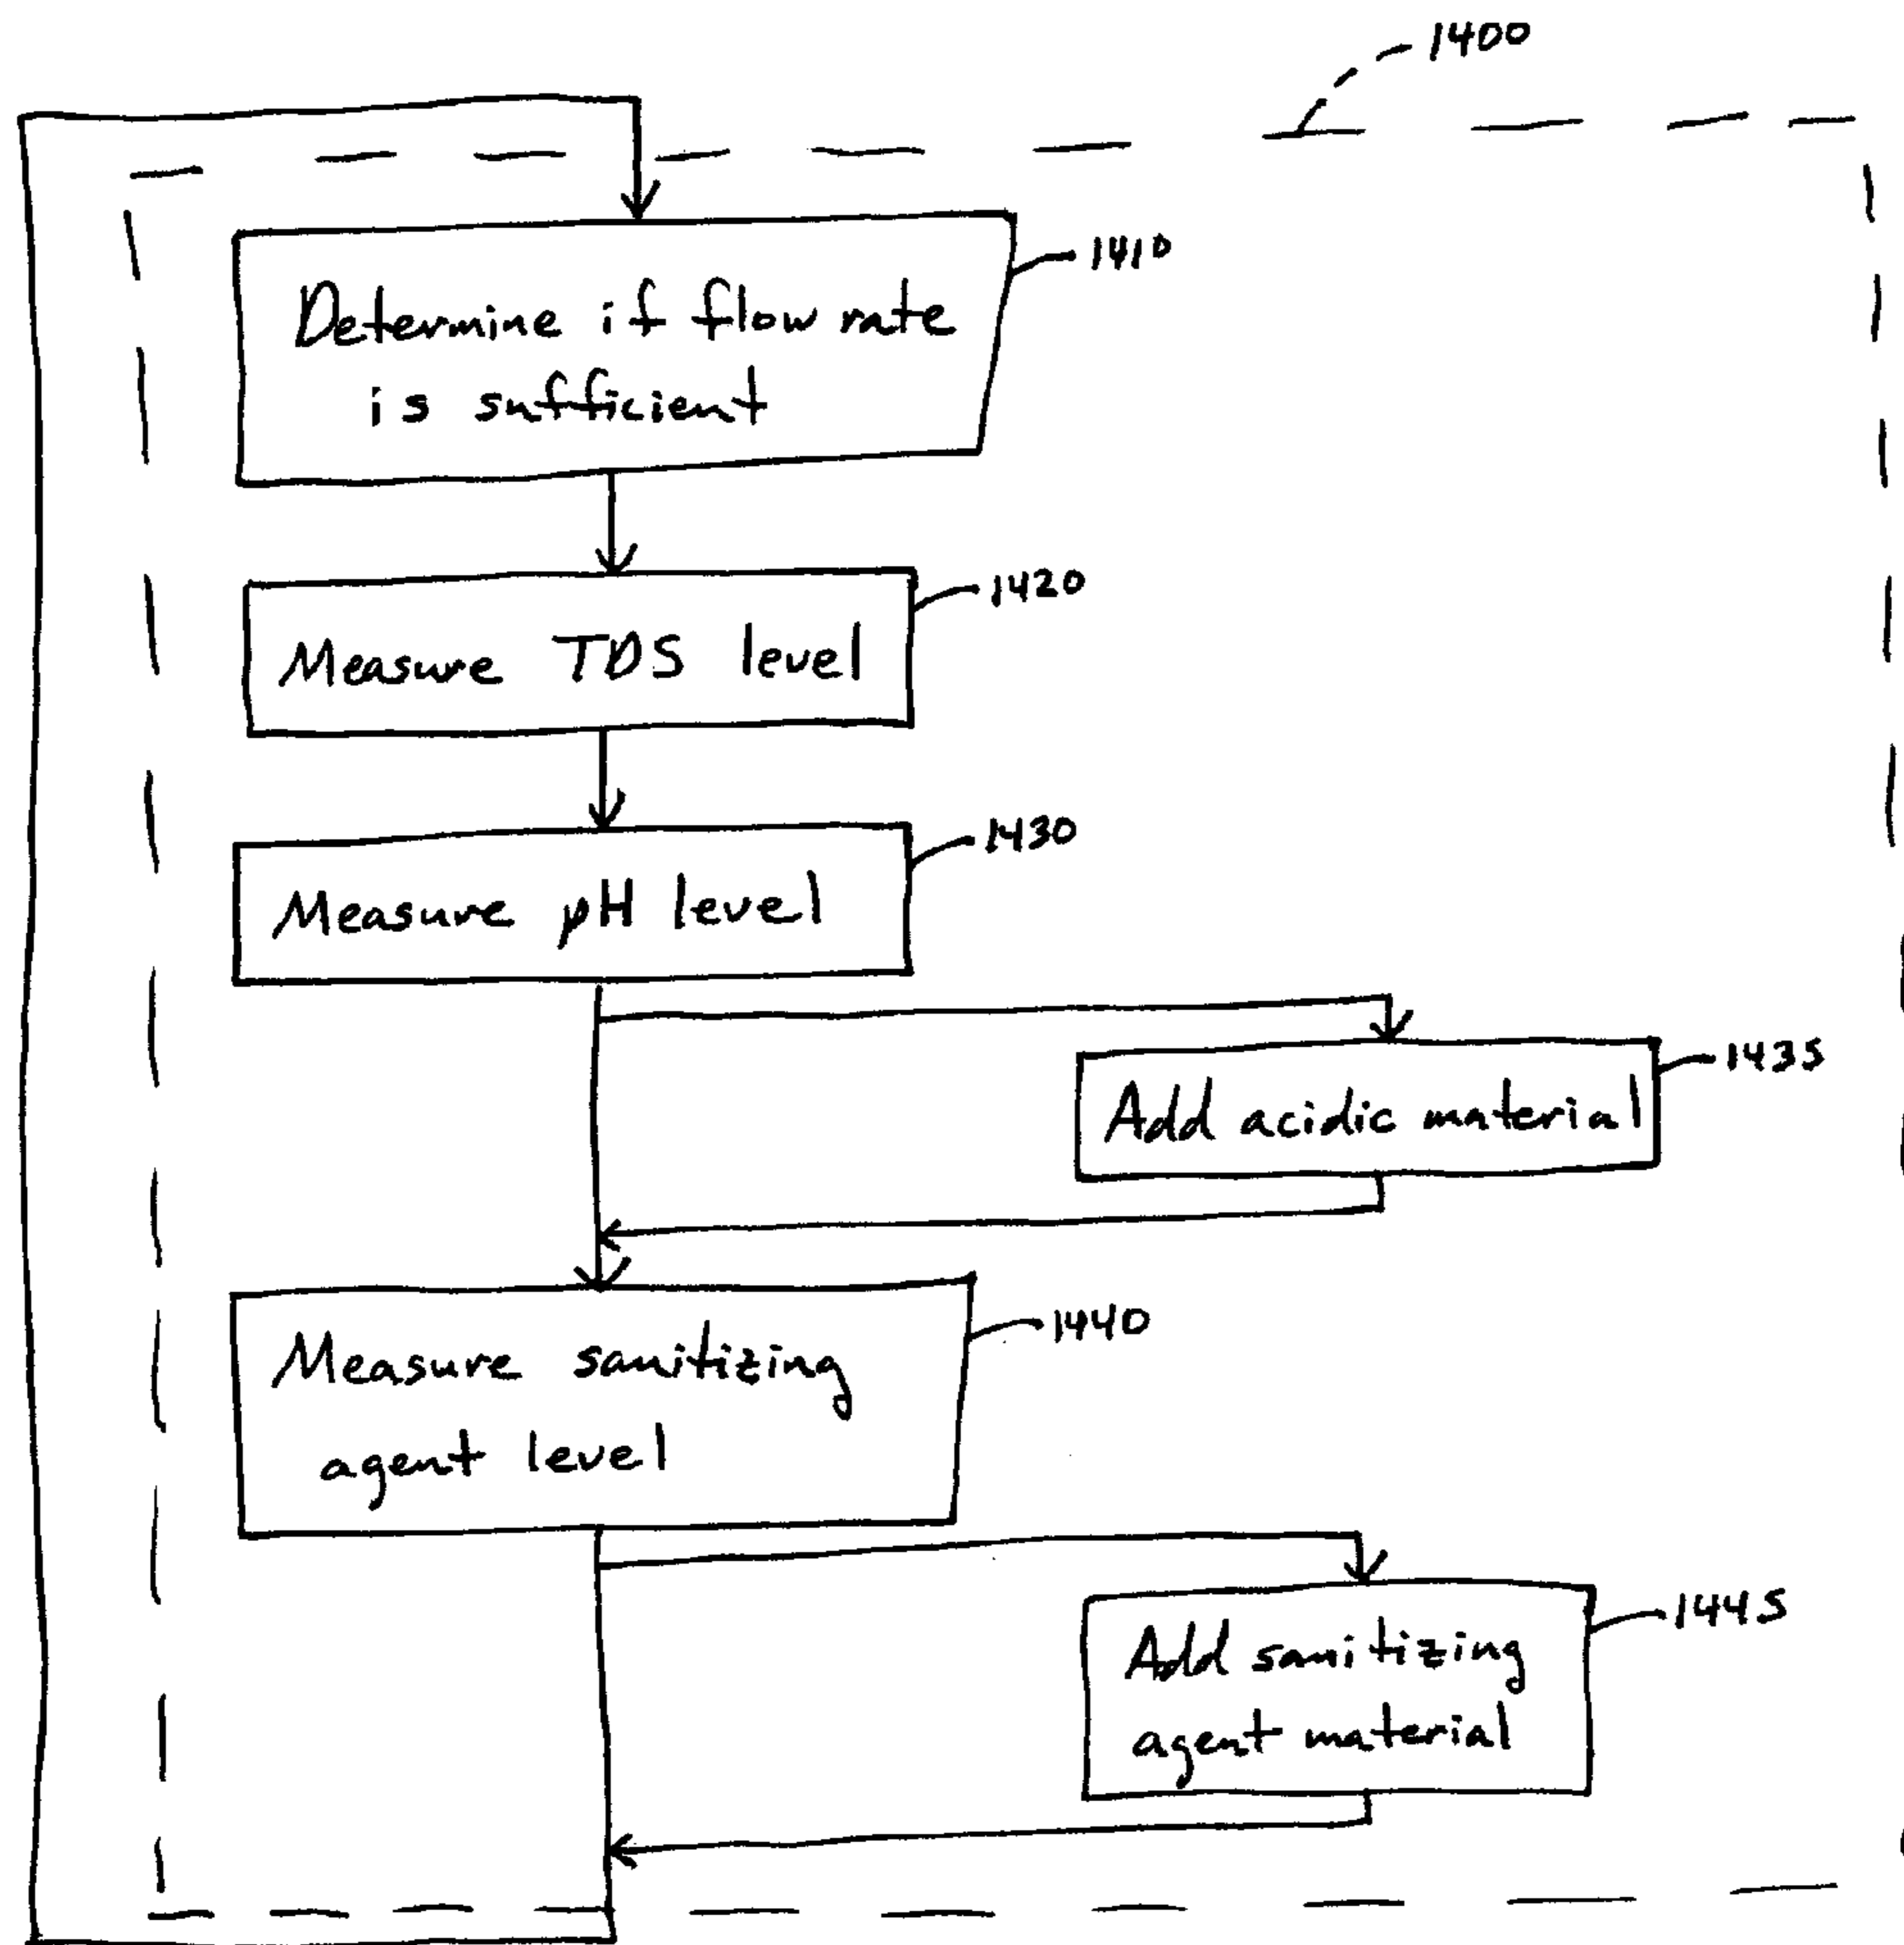 1400
Determine if flow rate
is sufficient
1410
Measure TDS level
1420
Measure pH level
1430
Add acidic material
1435
Measure sanitizing
agent level
1440
Add sanitizing
agent material
1445